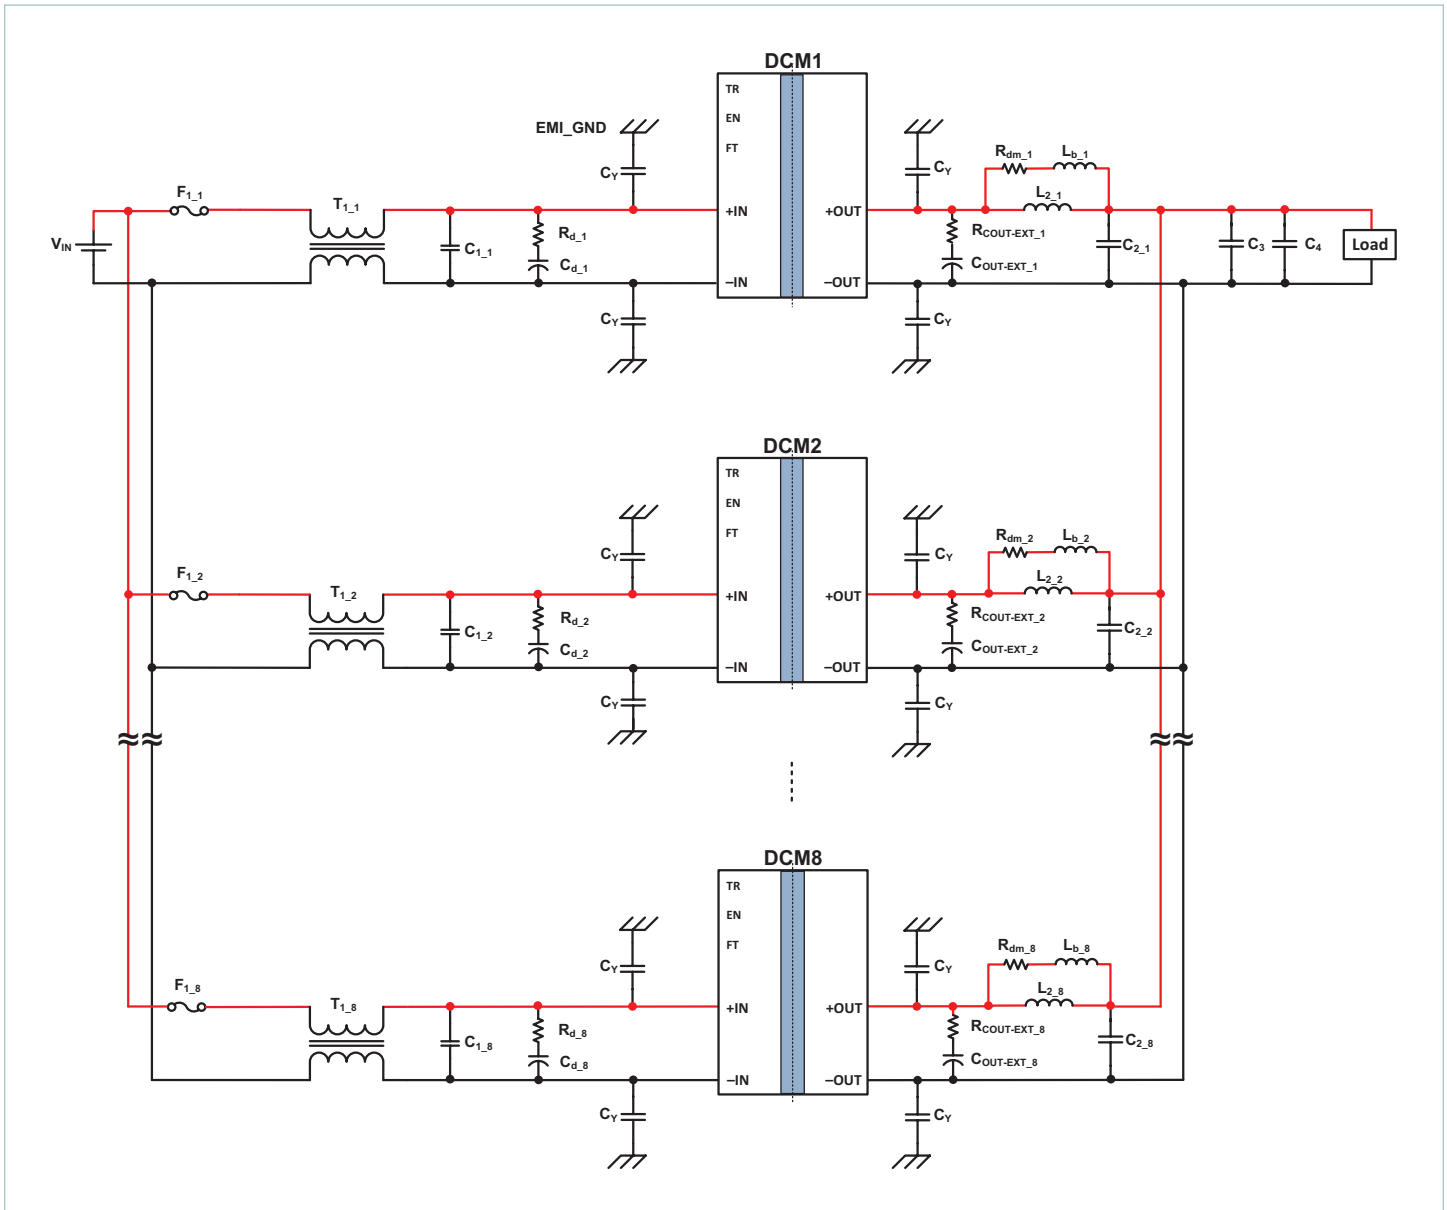 DCM1
TR
EN
FT
EMI_GND
CY
CY
Rdm_1
Lb_1
F1_1
T1_1
L2_1
+IN
+OUT
VIN
C1_1
Rd_1
Cd_1
RCOUT-EXT_1
COUT-EXT_1
C2_1
C3
C4
Load
–IN
–OUT
CY
CY
DCM2
TR
EN
FT
CY
CY
Rdm_2
Lb_2
F1_2
T1_2
L2_2
+IN
+OUT
C1_2
Rd_2
Cd_2
RCOUT-EXT_2
COUT-EXT_2
C2_2
–IN
–OUT
CY
CY
DCM8
TR
EN
FT
CY
CY
Rdm_8
Lb_8
F1_8
T1_8
L2_8
+IN
+OUT
C1_8
Rd_8
Cd_8
RCOUT-EXT_8
COUT-EXT_8
C2_8
–IN
–OUT
CY
CY